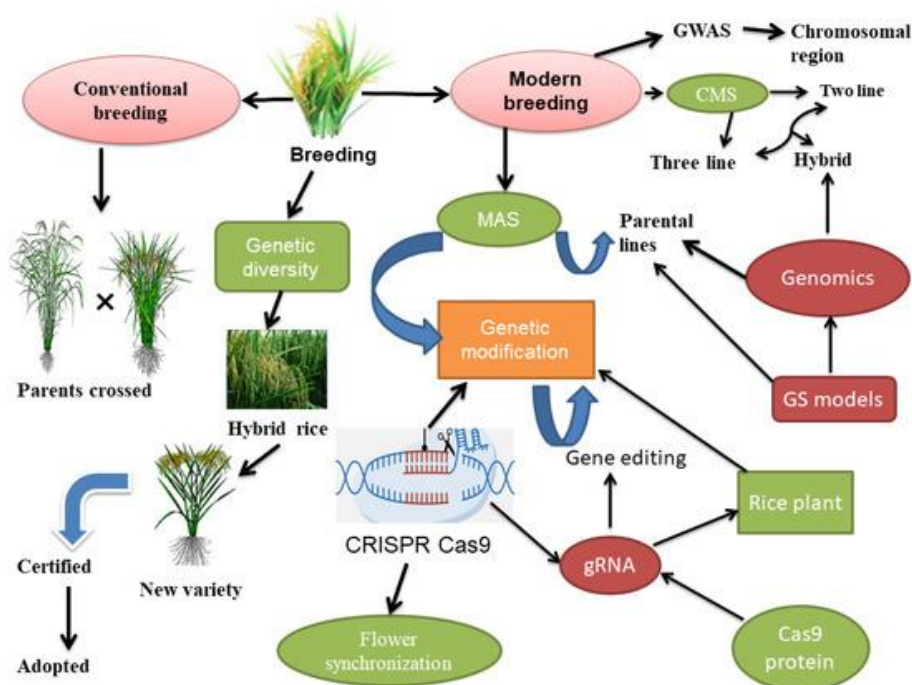 Conventional
breeding
Breeding
Modern
breeding
GWAS
Chromosomal
region
CMS
Two line
Three line
Hybrid
MAS
Parental
lines
Genomics
GS models
Genetic
diversity
×
Parents crossed
Hybrid rice
Genetic
modification
Gene editing
Rice plant
CRISPR Cas9
gRNA
Cas9
protein
Certified
New variety
Adopted
Flower
synchronization